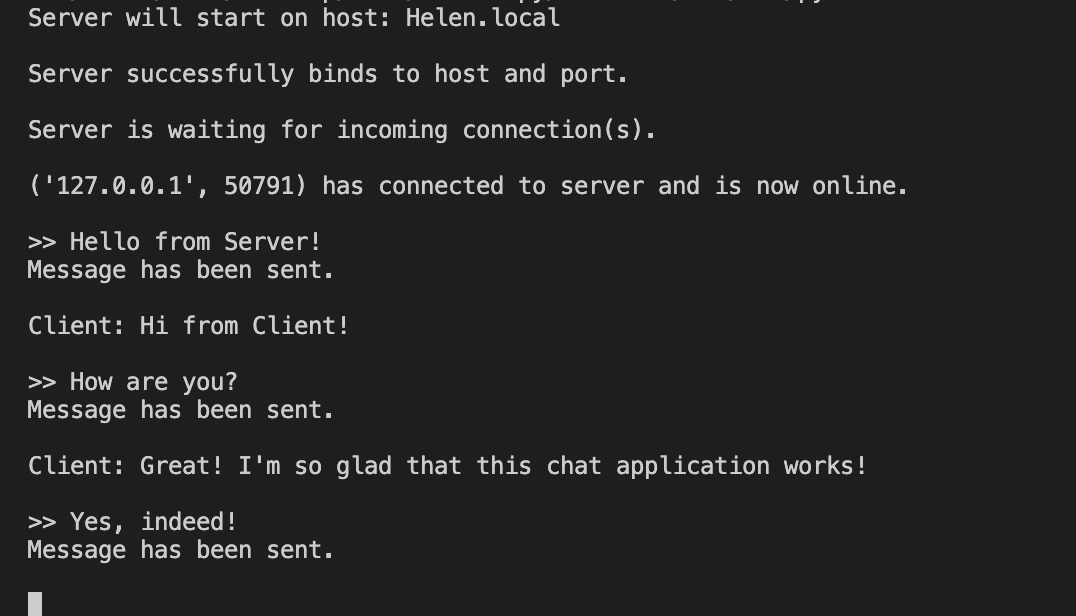 Server will start on host: Helen.local
Server successfully binds to host and port.
Server is waiting for incoming connection(s).
('127.0.0.1', 50791) has connected to server and is now online.
>> Hello from Server!
Message has been sent.
Client: Hi from Client!
>> How are you?
Message has been sent.
Client: Great! I'm so glad that this chat application works!
>> Yes, indeed!
Message has been sent.